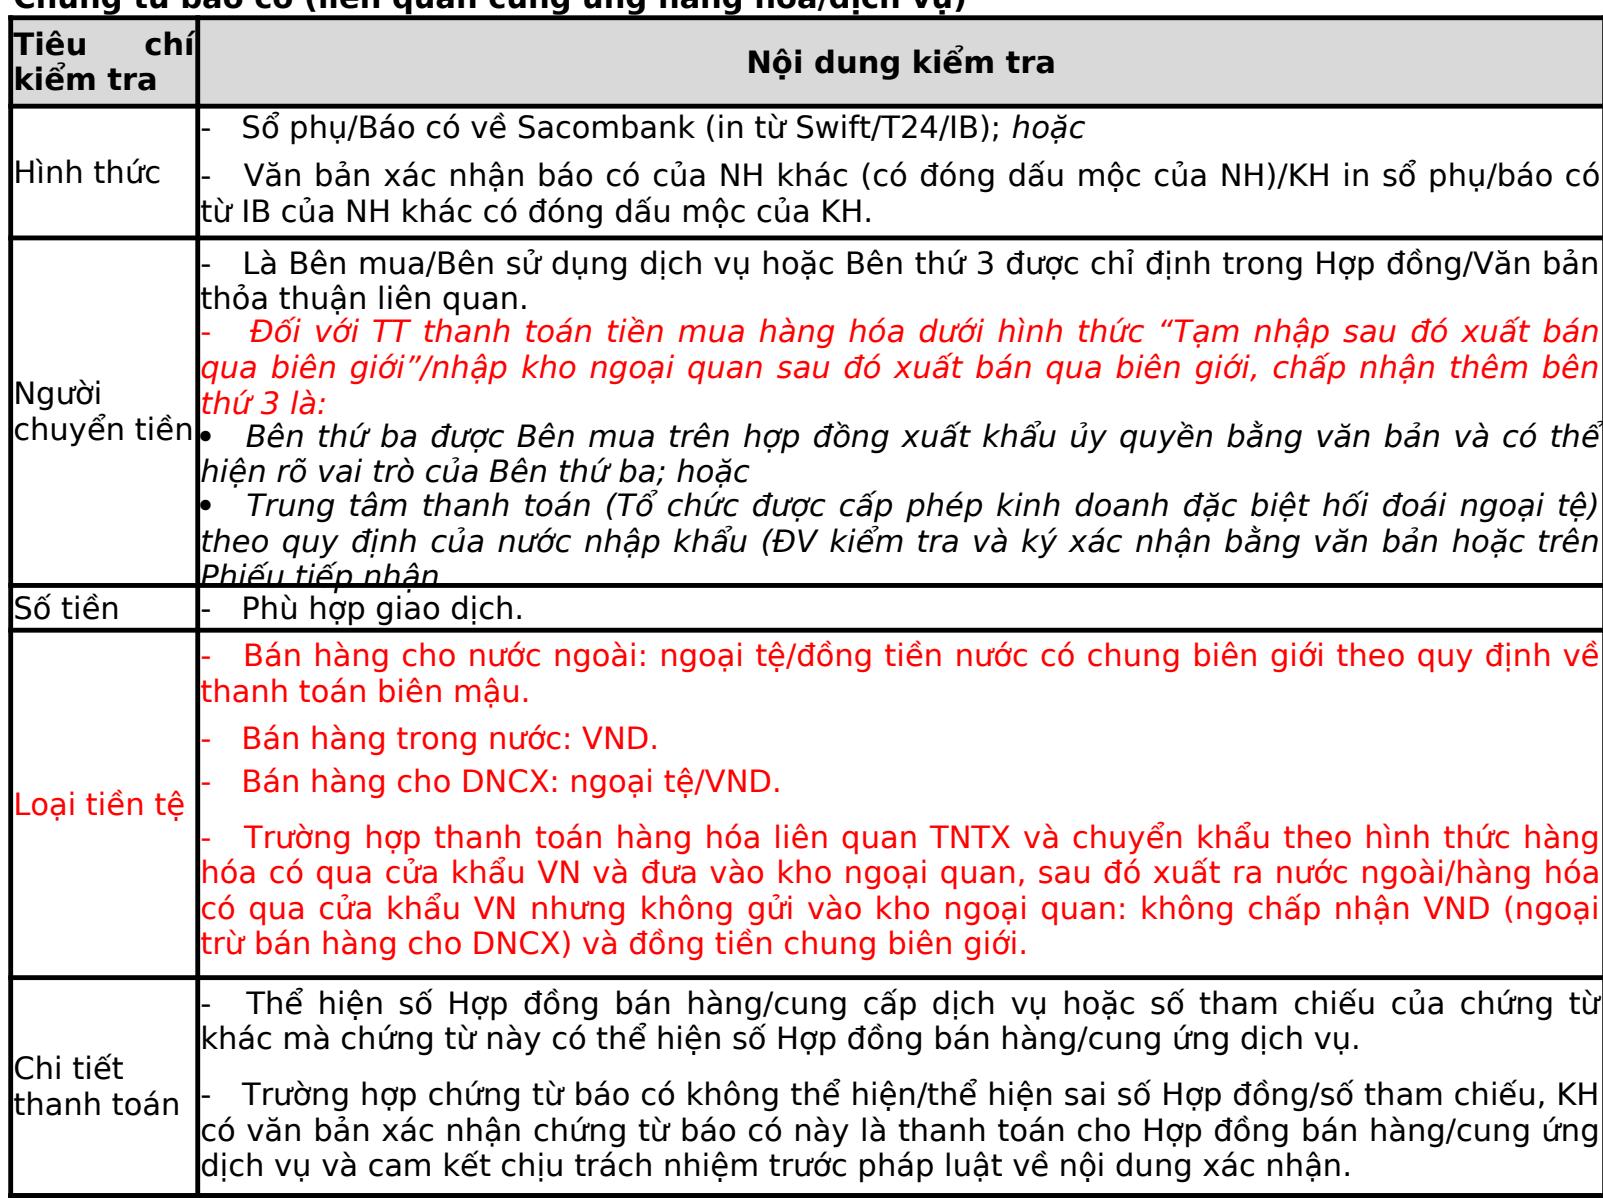 Chứng từ báo có (liên quan cung ứng hàng hóa/dịch vụ)
Tiêu chí
kiểm tra
Nội dung kiểm tra
Hình thức
- Sổ phụ/Báo có về Sacombank (in từ Swift/T24/IB); hoặc
- Văn bản xác nhận báo có của NH khác (có đóng dấu mộc của NH)/KH in sổ phụ/báo có
từ IB của NH khác có đóng dấu mộc của KH.
Người
chuyển tiền
- Là Bên mua/Bên sử dụng dịch vụ hoặc Bên thứ 3 được chỉ định trong Hợp đồng/Văn bản
thỏa thuận liên quan.
- Đối với TT thanh toán tiền mua hàng hóa dưới hình thức “Tạm nhập sau đó xuất bán
qua biên giới”/nhập kho ngoại quan sau đó xuất bán qua biên giới, chấp nhận thêm bên
thứ 3 là:
• Bên thứ ba được Bên mua trên hợp đồng xuất khẩu ủy quyền bằng văn bản và có thể
hiện rõ vai trò của Bên thứ ba; hoặc
• Trung tâm thanh toán (Tổ chức được cấp phép kinh doanh đặc biệt hối đoái ngoại tệ)
theo quy định của nước nhập khẩu (ĐV kiểm tra và ký xác nhận bằng văn bản hoặc trên
Phiếu tiếp nhận
Số tiền
- Phù hợp giao dịch.
Loại tiền tệ
- Bán hàng cho nước ngoài: ngoại tệ/đồng tiền nước có chung biên giới theo quy định về
thanh toán biên mậu.
- Bán hàng trong nước: VND.
- Bán hàng cho DNCX: ngoại tệ/VND.
- Trường hợp thanh toán hàng hóa liên quan TNTX và chuyển khẩu theo hình thức hàng
hóa có qua cửa khẩu VN và đưa vào kho ngoại quan, sau đó xuất ra nước ngoài/hàng hóa
có qua cửa khẩu VN nhưng không gửi vào kho ngoại quan: không chấp nhận VND (ngoại
trừ bán hàng cho DNCX) và đồng tiền chung biên giới.
Chi tiết
thanh toán
- Thể hiện số Hợp đồng bán hàng/cung cấp dịch vụ hoặc số tham chiếu của chứng từ
khác mà chứng từ này có thể hiện số Hợp đồng bán hàng/cung ứng dịch vụ.
- Trường hợp chứng từ báo có không thể hiện/thể hiện sai số Hợp đồng/số tham chiếu, KH
có văn bản xác nhận chứng từ báo có này là thanh toán cho Hợp đồng bán hàng/cung ứng
dịch vụ và cam kết chịu trách nhiệm trước pháp luật về nội dung xác nhận.